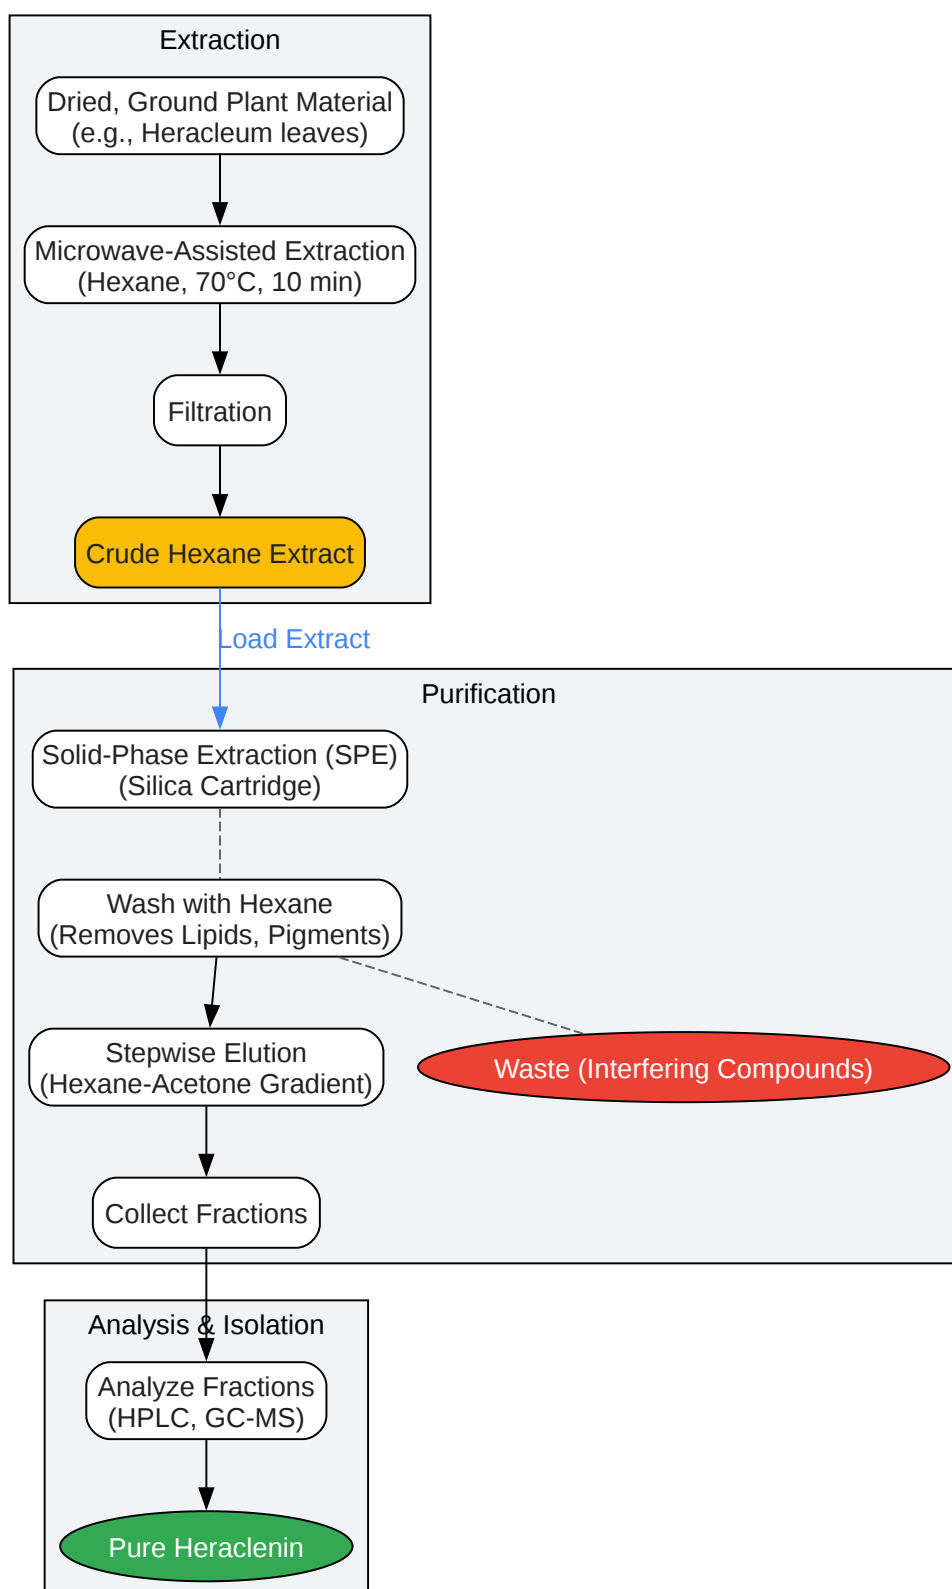 Extraction
Dried, Ground Plant Material
(e.g., Heracleum leaves)
Microwave-Assisted Extraction
(Hexane, 70°C, 10 min)
Filtration
Crude Hexane Extract
Load Extract
Purification
Solid-Phase Extraction (SPE)
(Silica Cartridge)
Wash with Hexane
(Removes Lipids, Pigments)
Stepwise Elution
(Hexane-Acetone Gradient)
Waste (Interfering Compounds)
Collect Fractions
Analysis & Isolation
Analyze Fractions
(HPLC, GC-MS)
Pure Heraclenin